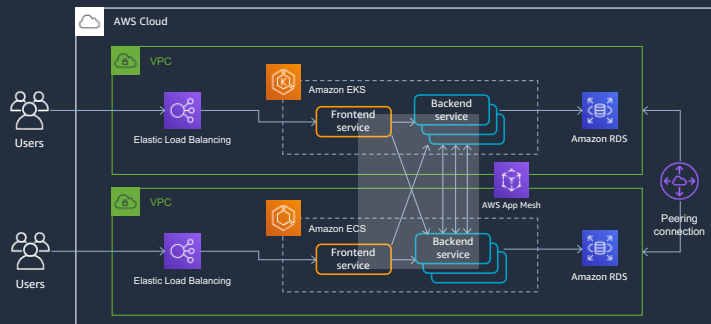 AWS Cloud
VPC
Amazon EKS
Users
Elastic Load Balancing
Frontend
service
Backend
service
Amazon RDS
AWS App Mesh
Peering
connection
VPC
Amazon ECS
Users
Elastic Load Balancing
Frontend
service
Backend
service
Amazon RDS